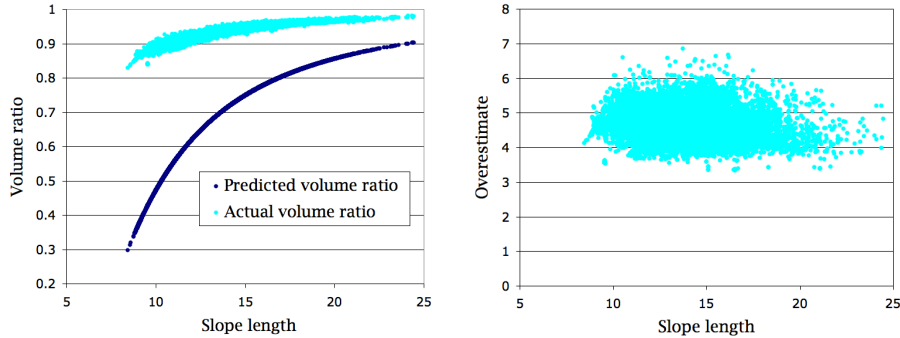 1
0.9
0.8
0.7
0.6
0.5
0.4
0.3
0.2
Volume ratio
Predicted volume ratio
Actual volume ratio
5 10 15 20 25
Slope length
8
7
6
5
4
3
2
1
0
Overestimate
5 10 15 20 25
Slope length